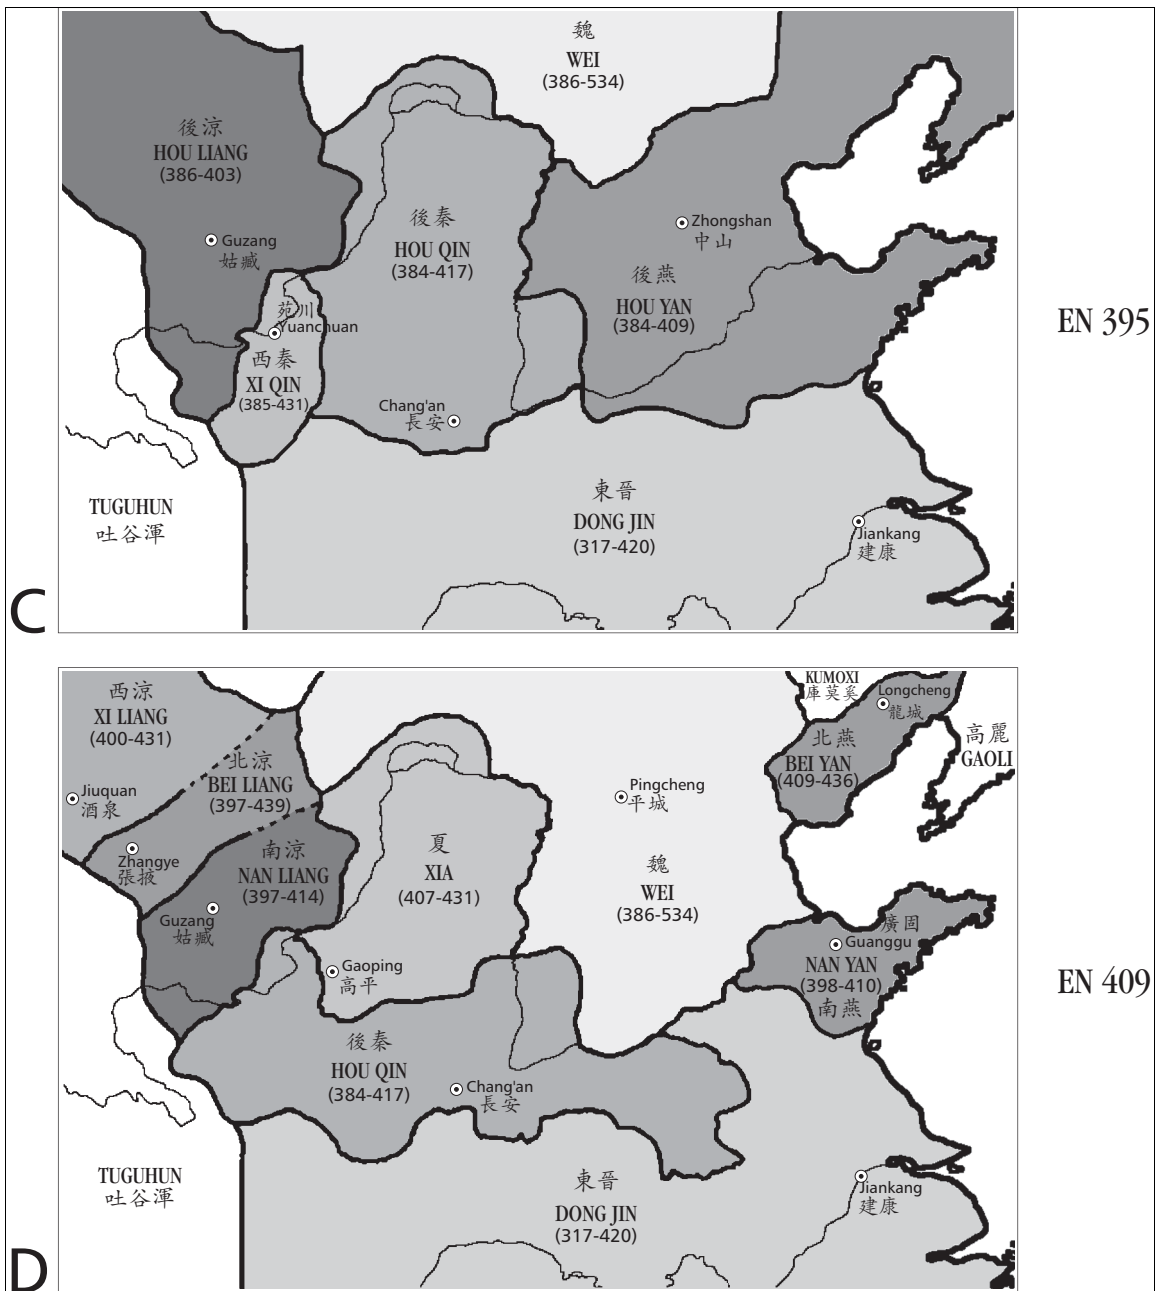 魏
WEI
(386-534)
後涼
HOU LIANG
(386-403)
Guzang
姑臧
後秦
HOU QIN
(384-417)
Zhongshan
中山
後燕
HOU YAN
(384-409)
苑川
Yuanchuan
西秦
XI QIN
(385-431)
Chang'an
長安
TUGUHUN
吐谷渾
東晉
DONG JIN
(317-420)
Jiankang
建康
C
EN 395
西涼
XI LIANG
(400-431)
北涼
BEI LIANG
(397-439)
Jiuquan
酒泉
Zhangye
張掖
南涼
NAN LIANG
(397-414)
Guzang
姑臧
夏
XIA
(407-431)
Gaoping
高平
Pingcheng
平城
魏
WEI
(386-534)
KUMOXI
庫莫奚
Longcheng
龍城
北燕
BEI YAN
(409-436)
高麗
GAOLI
廣固
Guanggu
NAN YAN
(398-410)
南燕
後秦
HOU QIN
(384-417)
Chang'an
長安
TUGUHUN
吐谷渾
東晉
DONG JIN
(317-420)
Jiankang
建康
D
EN 409